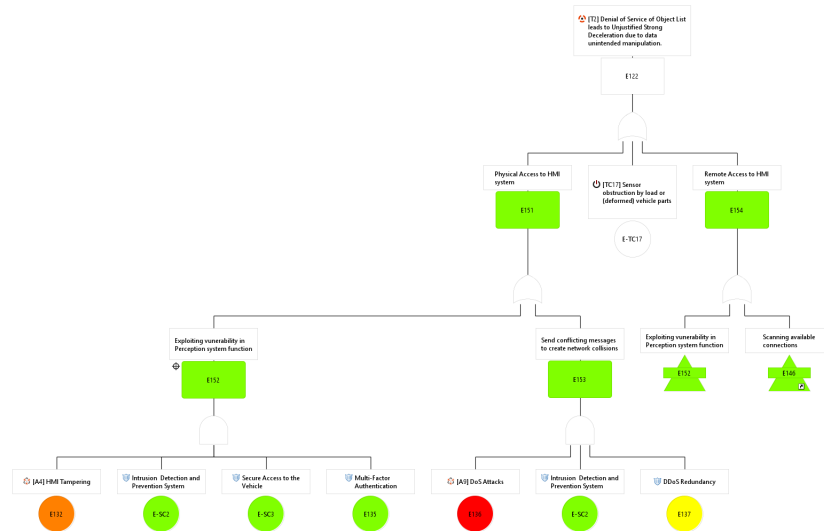 [T2] Denial of Service of Object List
leads to Unjustified Strong
Deceleration due to data
unintended manipulation.
E122
Physical Access to HMI
system
E151
[TC17] Sensor
obstruction by load or
(deformed) vehicle parts
E-TC17
Remote Access to HMI
system
E154
Exploiting vunerability in
Perception system function
E152
Send conflicting messages
to create network collisions
E153
Exploiting vunerability in
Perception system function
E152
Scanning available
connections
E146
[A4] HMI Tampering
E132
Intrusion Detection and
Prevention System
E-SC2
Secure Access to the
Vehicle
E-SC3
Multi-Factor
Authentication
E135
[A9] DoS Attacks
E136
Intrusion Detection and
Prevention System
E-SC2
DDoS Redundancy
E137